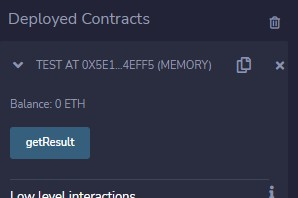 Deployed Contracts
TEST AT 0X5E1...4EFF5 (MEMORY)
Balance: 0 ETH
getResult
Low level interactions